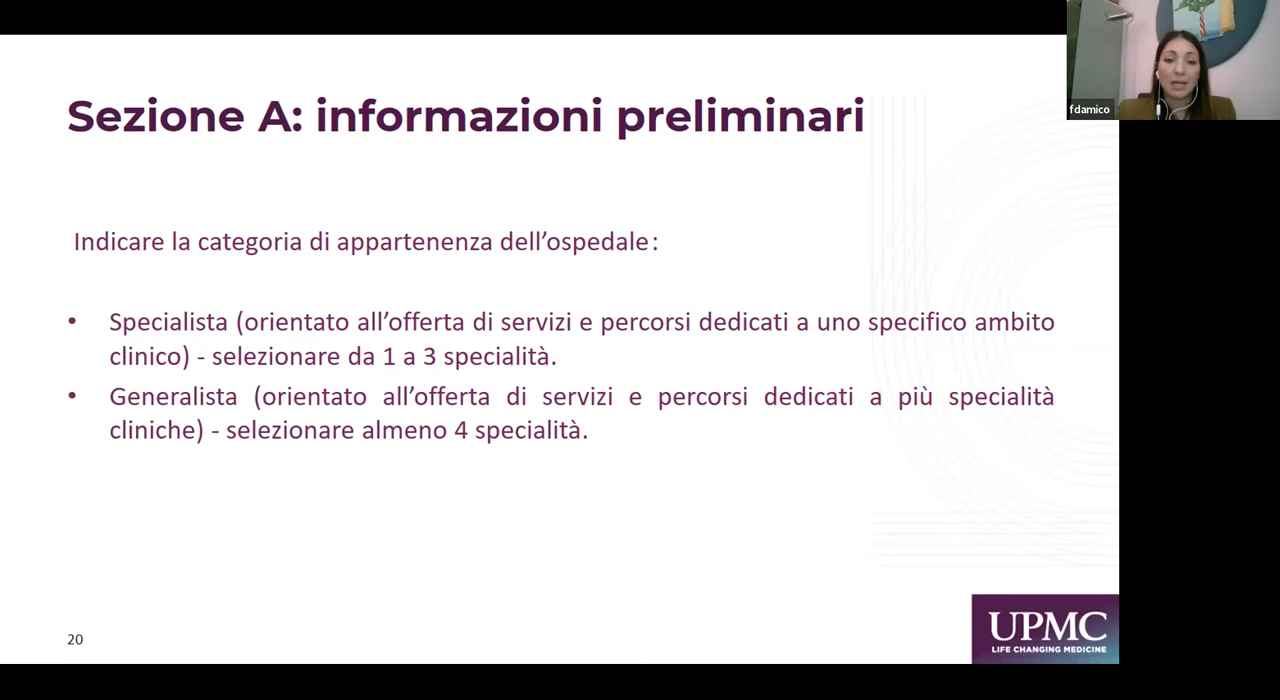 Sezione A: informazioni preliminari
fdamico
Indicare la categoria di appartenenza dell’ospedale:
• Specialista (orientato all’offerta di servizi e percorsi dedicati a uno specifico ambito
clinico) - selezionare da 1 a 3 specialità.
• Generalista (orientato all’offerta di servizi e percorsi dedicati a più specialità
cliniche) - selezionare almeno 4 specialità.
20
UPMC
LIFE CHANGING MEDICINE